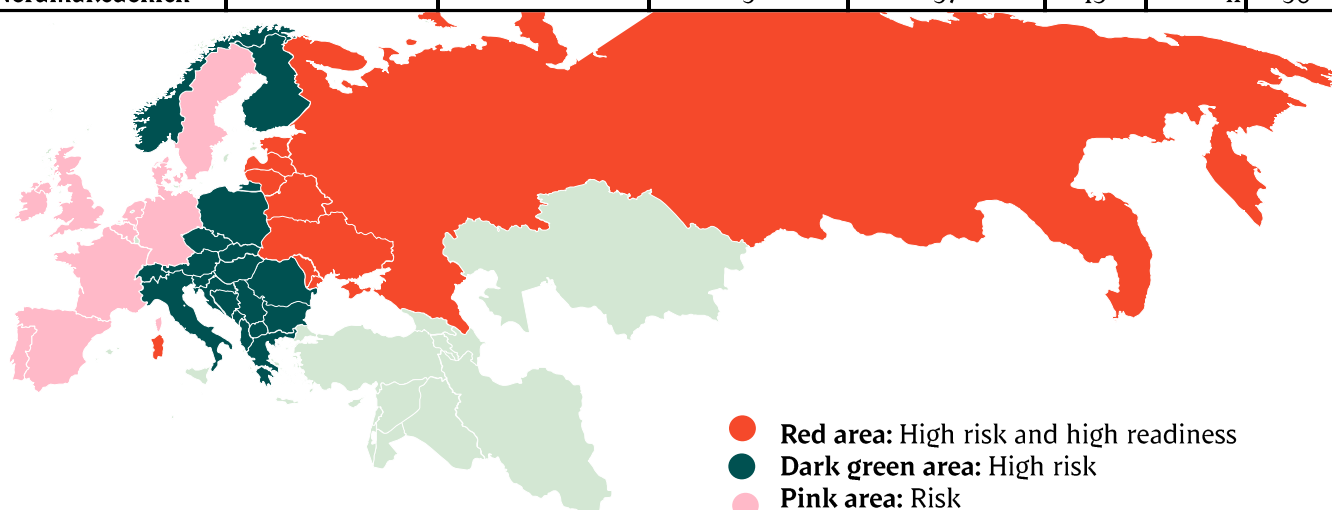 Red area: High risk and high readiness
Dark green area: High risk
Pink area: Risk